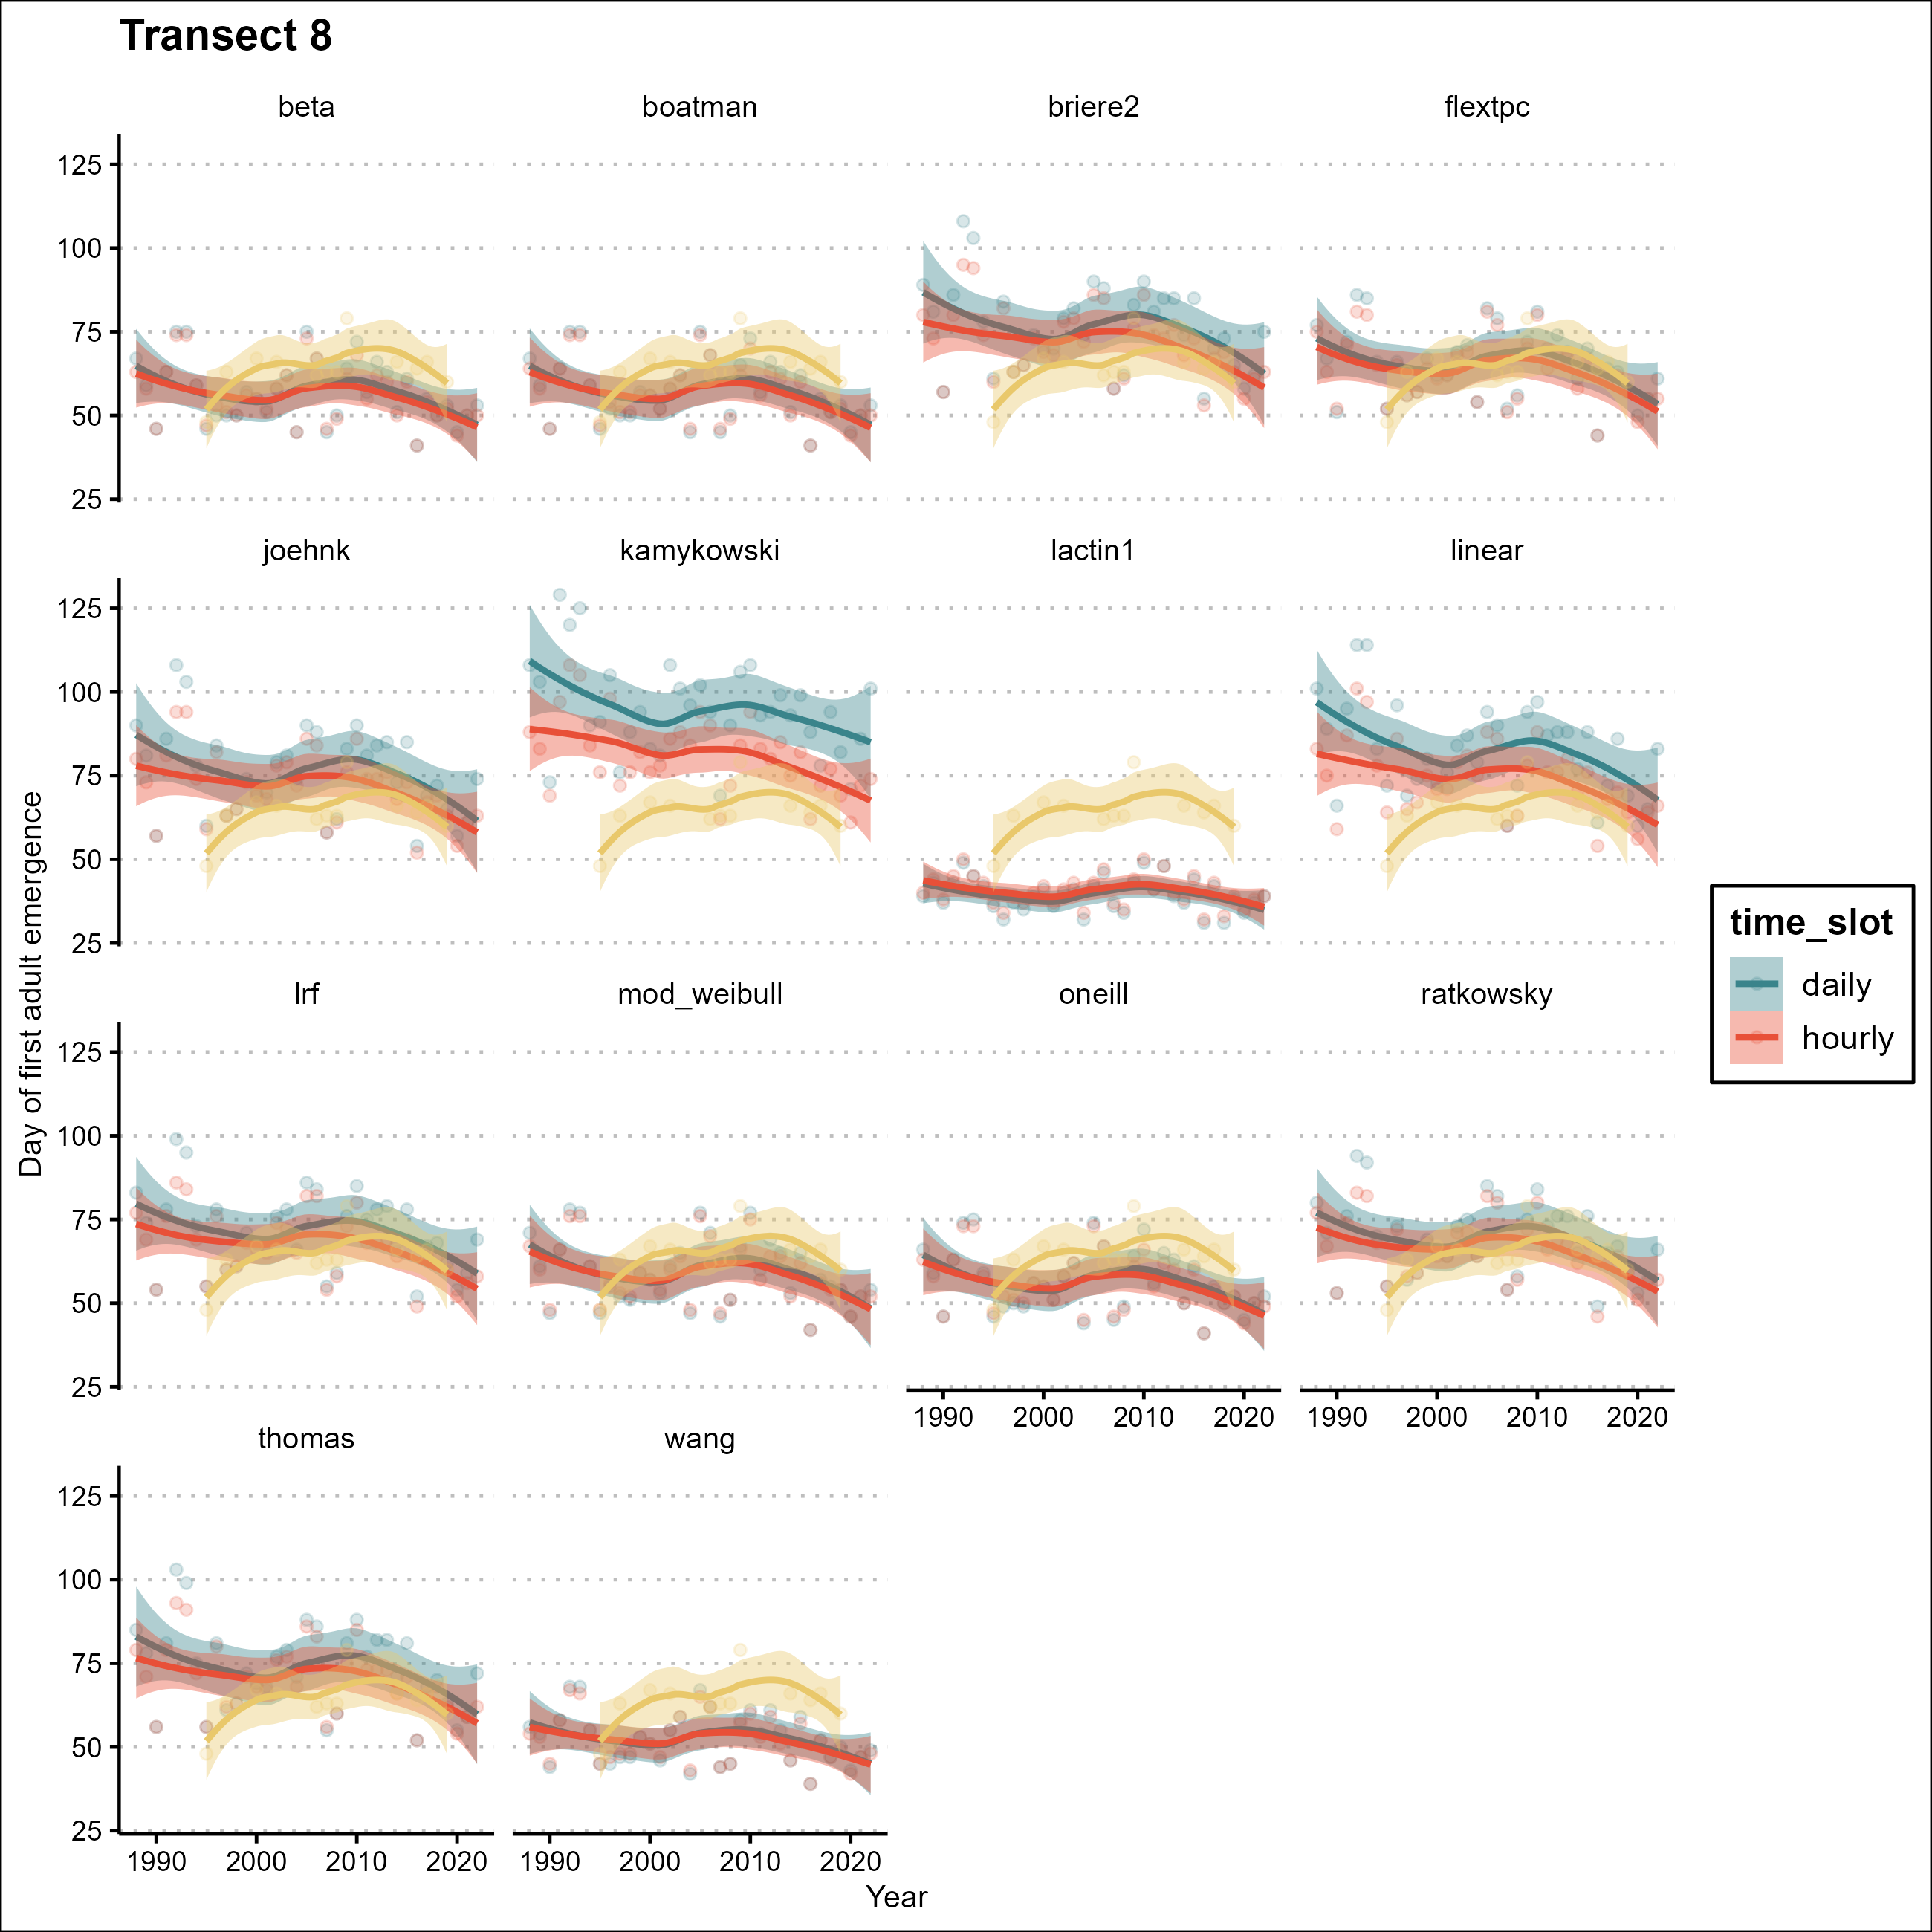 Transect 8
beta boatman briere2 flextpc
125
100
75
50
25
joehnk kamykowski lactin1 linear
125
100
75
50
25
lrf mod_weibull oneill ratkowsky
125
100
75
50
25
1990 2000 2010 2020 1990 2000 2010 2020
thomas wang
125
100
75
50
25
1990 2000 2010 2020 1990 2000 2010 2020
Year
Day of first adult emergence
time_slot
daily
hourly